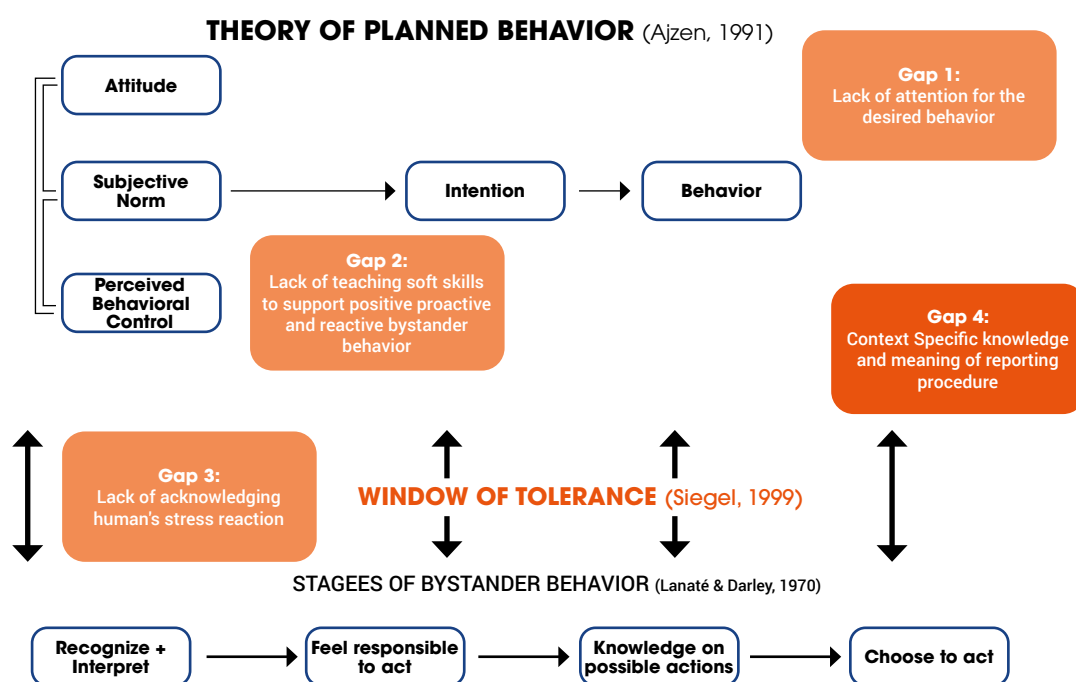 THEORY OF PLANNED BEHAVIOR (Ajzen, 1991)
Attitude
Gap 1:
Lack of attention for the
desired behavior
Subjective
Norm
Intention
Behavior
Gap 2:
Lack of teaching soft skills
to support positive proactive
and reactive bystander
behavior
Perceived
Behavioral
Control
Gap 4:
Context Specific knowledge
and meaning of reporting
procedure
Gap 3:
Lack of acknowledging
human's stress reaction
WINDOW OF TOLERANCE (Siegel, 1999)
STAGEES OF BYSTANDER BEHAVIOR (Lanaté & Darley, 1970)
Recognize +
Interpret
Feel responsible
to act
Knowledge on
possible actions
Choose to act